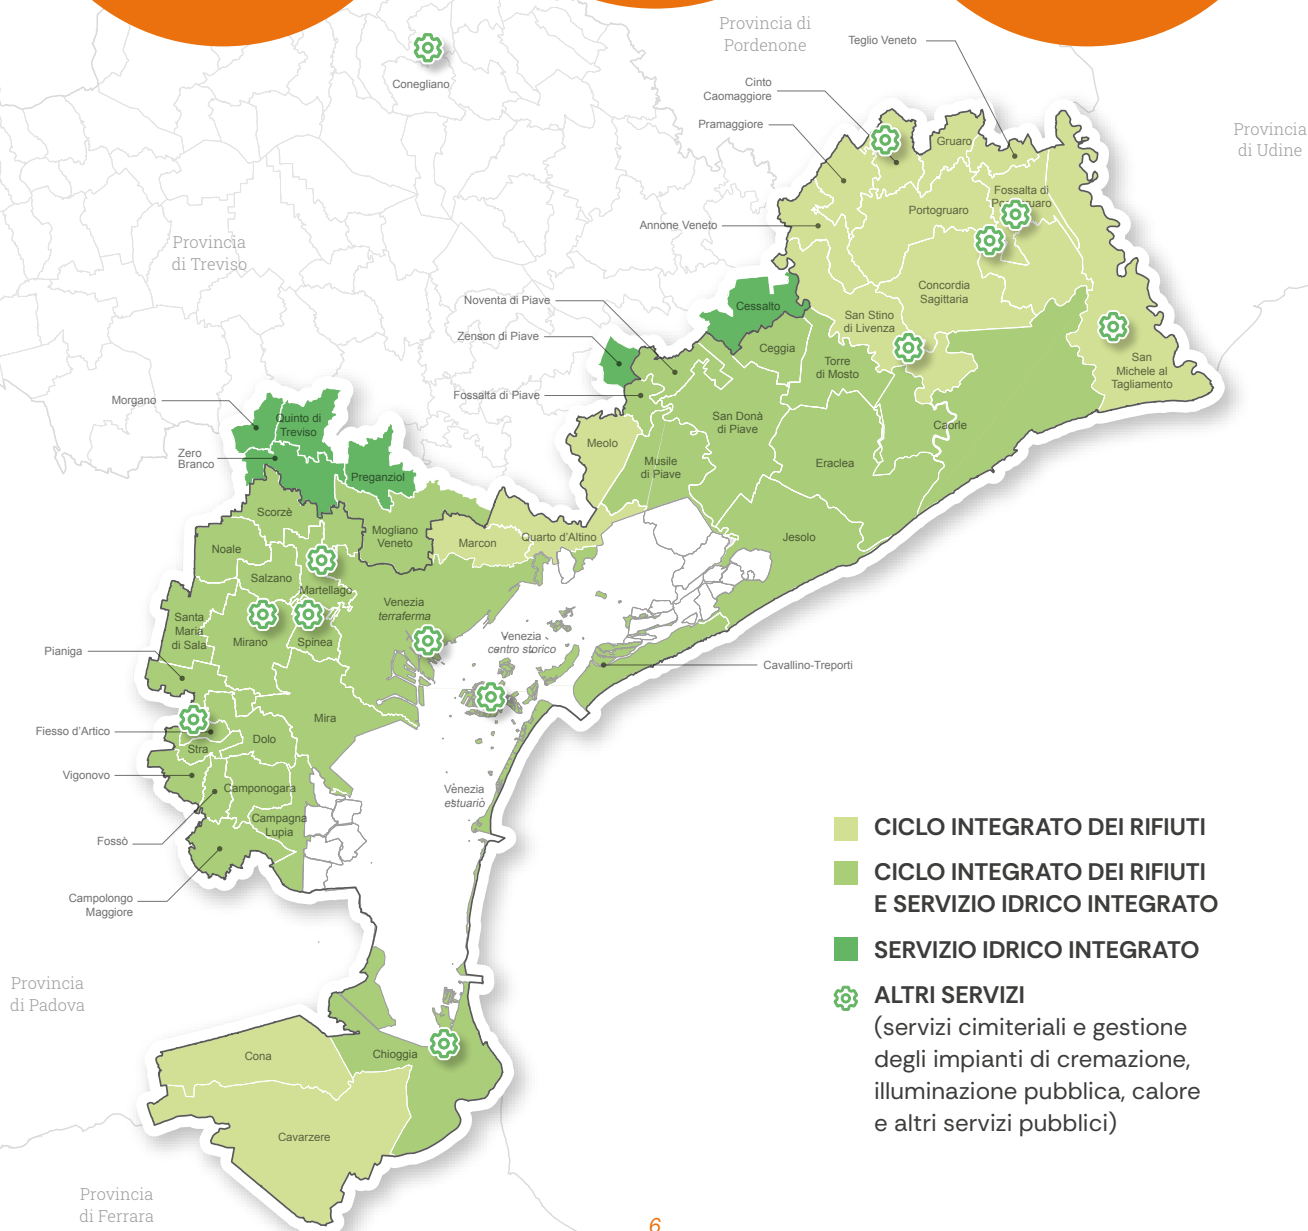 Provincia di
Pordenone
Teglio Veneto
Conegliano
Cinto
Caomaggiore
Pramaggiore
Provincia
di Udine
Gruaro
Fossalta di
Portogruaro
Portogruaro
Annone Veneto
Provincia
di Treviso
Concordia
Sagittaria
Noventa di Piave
Cessalto
San Stino
di Livenza
Zenson di Piave
Ceggia
Torre
di Mosto
San
Michele al
Tagliamento
Fossalta di Piave
Morgano
Quinto di
Treviso
San Donà
di Piave
Caorle
Meolo
Zero
Branco
Musile
di Piave
Eraclea
Preganziol
Scorzè
Mogliano
Veneto
Marcon
Quarto d'Altino
Jesolo
Noale
Salzano
Martellago
Venezia
terraferma
Santa
Maria
di Sala
Mirano
Spinea
Venezia
centro storico
Pianiga
Cavallino-Treporti
Mira
Fiesso d'Artico
Stra
Dolo
Vigonovo
Camponogara
Venezia
estuario
Campagna
Lupia
Fossò
Campolongo
Maggiore
CICLO INTEGRATO DEI RIFIUTI
CICLO INTEGRATO DEI RIFIUTI
E SERVIZIO IDRICO INTEGRATO
SERVIZIO IDRICO INTEGRATO
ALTRI SERVIZI
(servizi cimiteriali e gestione
degli impianti di cremazione,
illuminazione pubblica, calore
e altri servizi pubblici)
Provincia
di Padova
Cona
Chioggia
Cavarzere
Provincia
di Ferrara
6